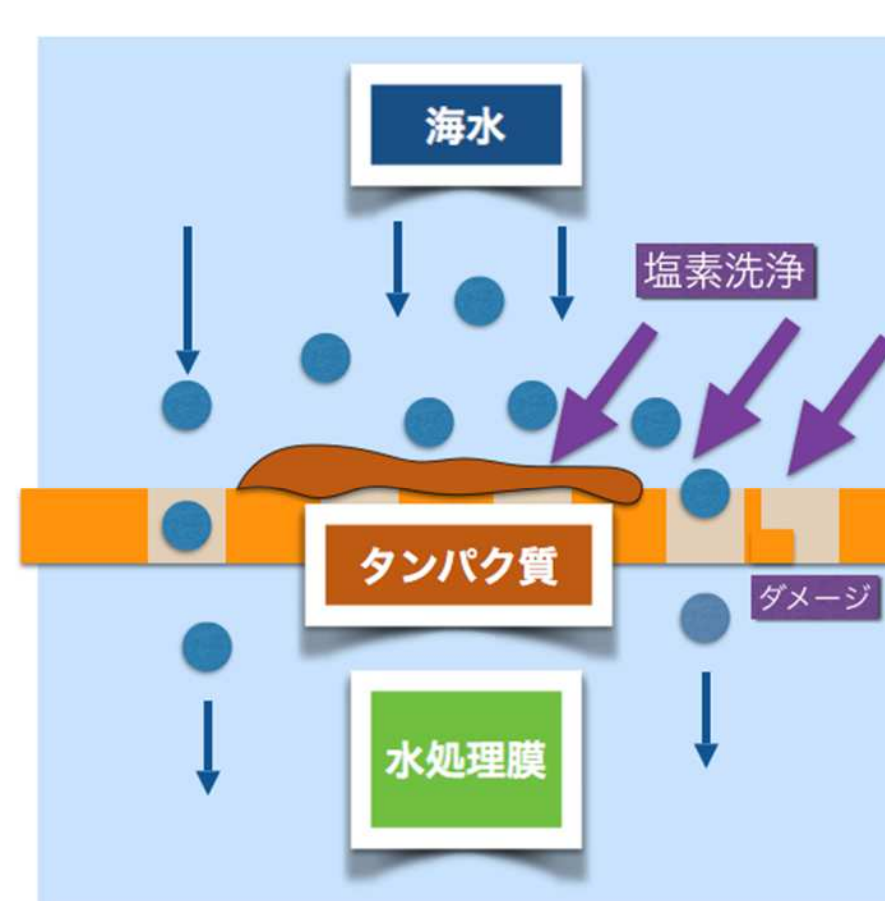 海水
塩素洗浄
タンパク質
ダメージ
水処理膜